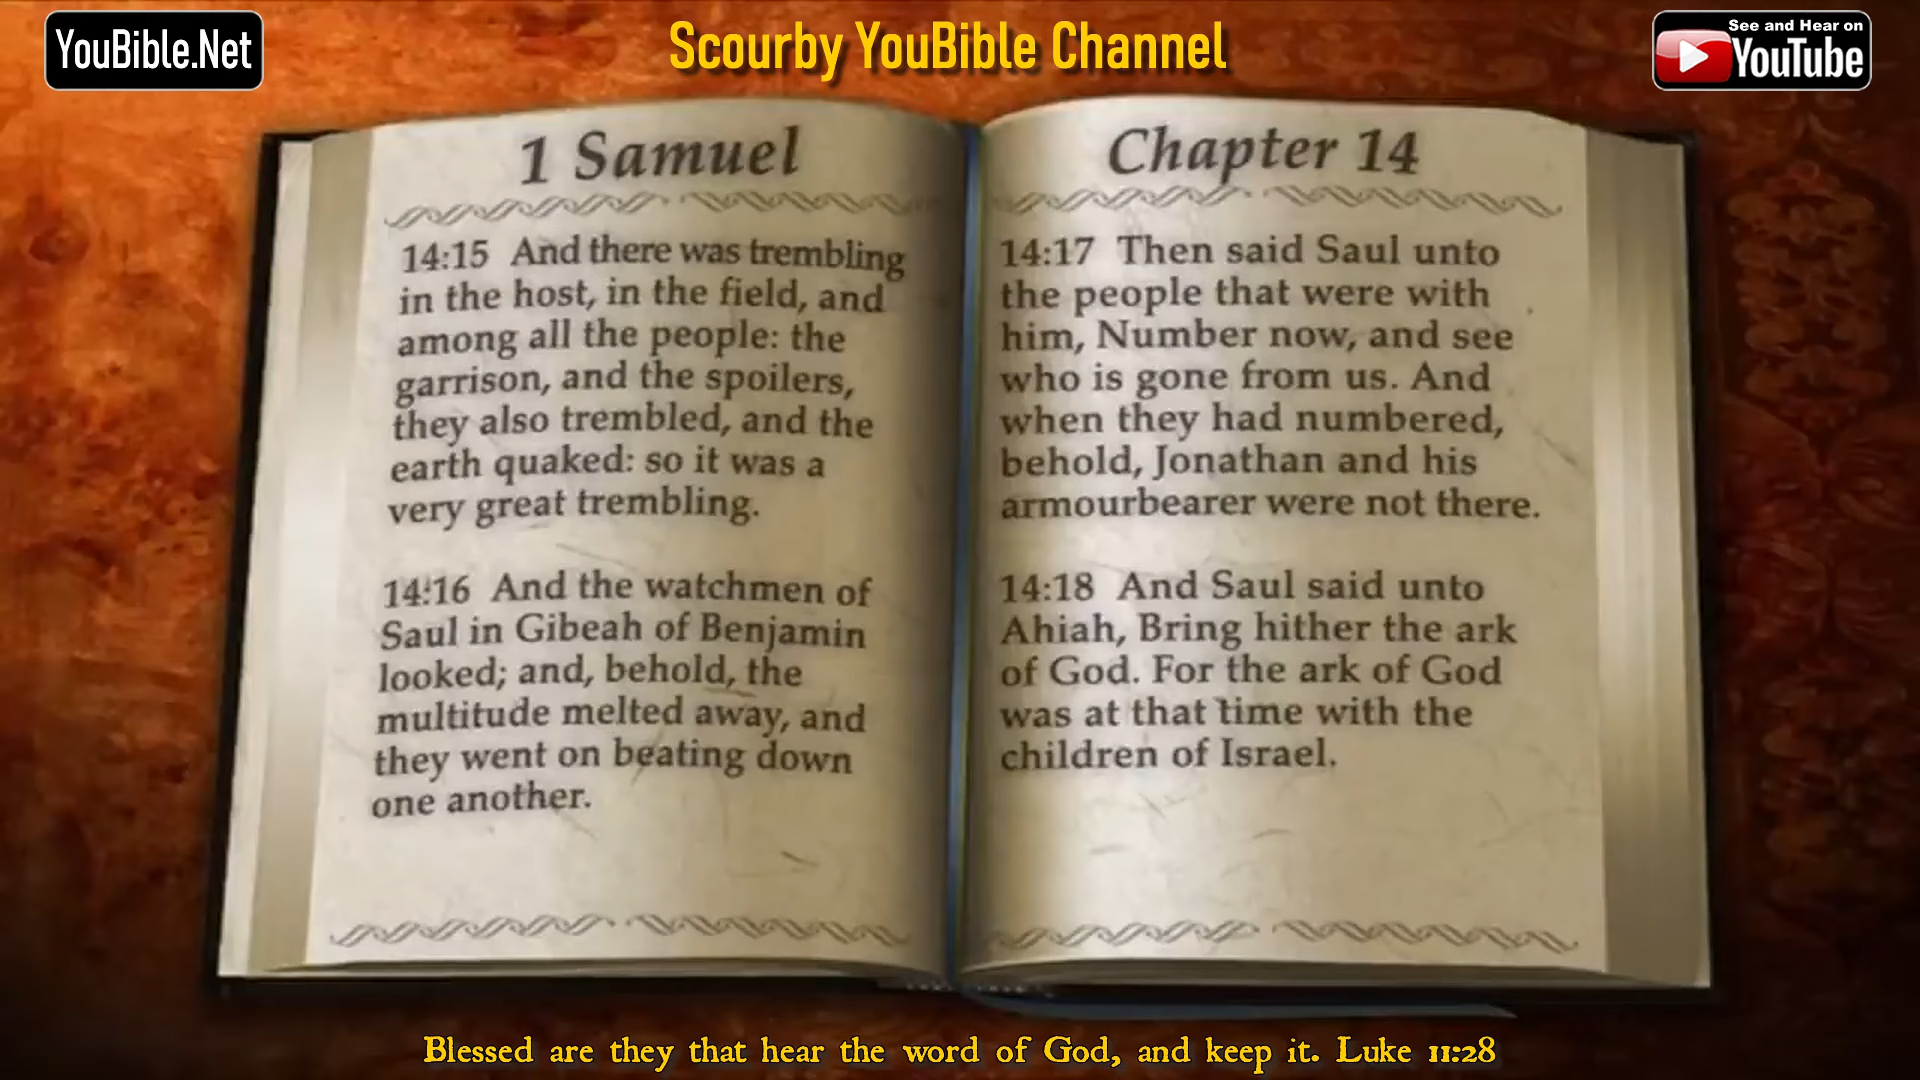 YouBible.Net
Scourby YouBible Channel
See and Hear on
YouTube
1 Samuel
14:15 And there was trembling
in the host, in the field, and
among all the people: the
garrison, and the spoilers,
they also trembled, and the
earth quaked: so it was a
very great trembling.
14:16 And the watchmen of
Saul in Gibeah of Benjamin
looked; and, behold, the
multitude melted away, and
they went on beating down
one another.
Chapter 14
14:17 Then said Saul unto
the people that were with
him, Number now, and see
who is gone from us. And
when they had numbered,
behold, Jonathan and his
armourbearer were not there.
14:18 And Saul said unto
Ahiah, Bring hither the ark
of God. For the ark of God
was at that time with the
children of Israel.
Blessed are they that hear the word of God, and keep it. Luke 11:28